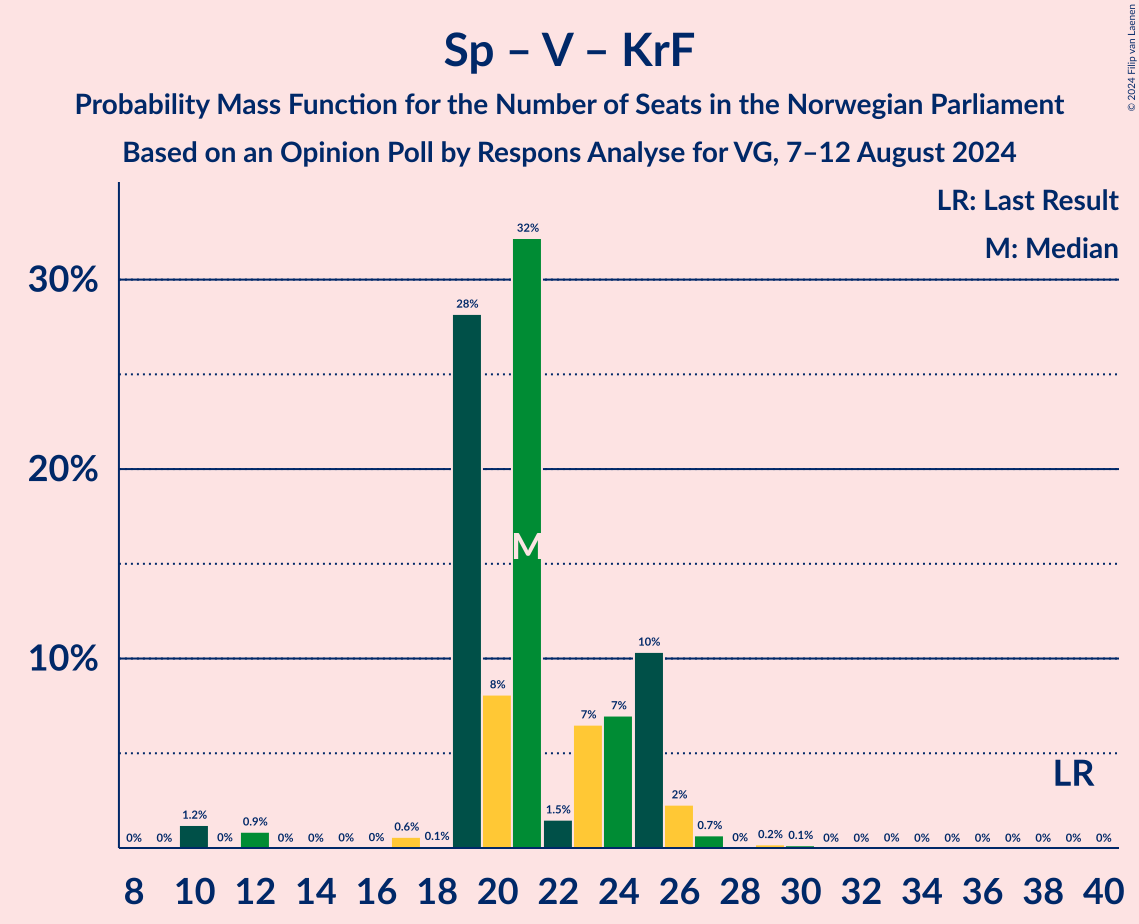 Sp – V – KrF
Probability Mass Function for the Number of Seats in the Norwegian Parliament
Based on an Opinion Poll by Respons Analyse for VG, 7–12 August 2024
© 2024 Filip van Laenen
LR: Last Result
M: Median
30%
20%
10%
0% 0% 1.2% 0% 0.9% 0% 0% 0% 0% 0.6% 0.1% 28% 8% 32% 1.5% 7% 7% 10% 2% 0.7% 0% 0.2% 0.1% 0% 0% 0% 0% 0% 0% 0% 0% 0% 0%
M
LR
8 10 12 14 16 18 20 22 24 26 28 30 32 34 36 38 40